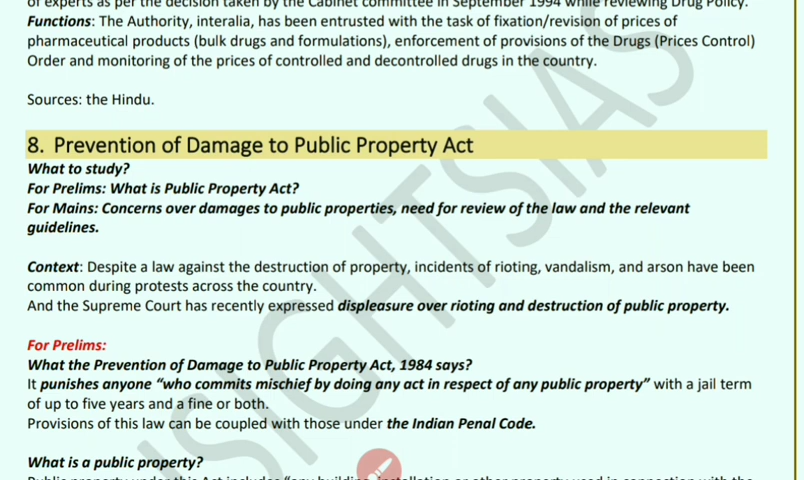 of experts as per the decision taken by the Cabinet committee in September 1994 while reviewing Drug Policy.
Functions: The Authority, interalia, has been entrusted with the task of fixation/revision of prices of
pharmaceutical products (bulk drugs and formulations), enforcement of provisions of the Drugs (Prices Control)
Order and monitoring of the prices of controlled and decontrolled drugs in the country.
Sources: the Hindu.
8. Prevention of Damage to Public Property Act
What to study?
For Prelims: What is Public Property Act?
For Mains: Concerns over damages to public properties, need for review of the law and the relevant
guidelines.
Context: Despite a law against the destruction of property, incidents of rioting, vandalism, and arson have been
common during protests across the country.
And the Supreme Court has recently expressed displeasure over rioting and destruction of public property.
For Prelims:
What the Prevention of Damage to Public Property Act, 1984 says?
It punishes anyone “who commits mischief by doing any act in respect of any public property” with a jail term
of up to five years and a fine or both.
Provisions of this law can be coupled with those under the Indian Penal Code.
What is a public property?
INSIGHTSIAS